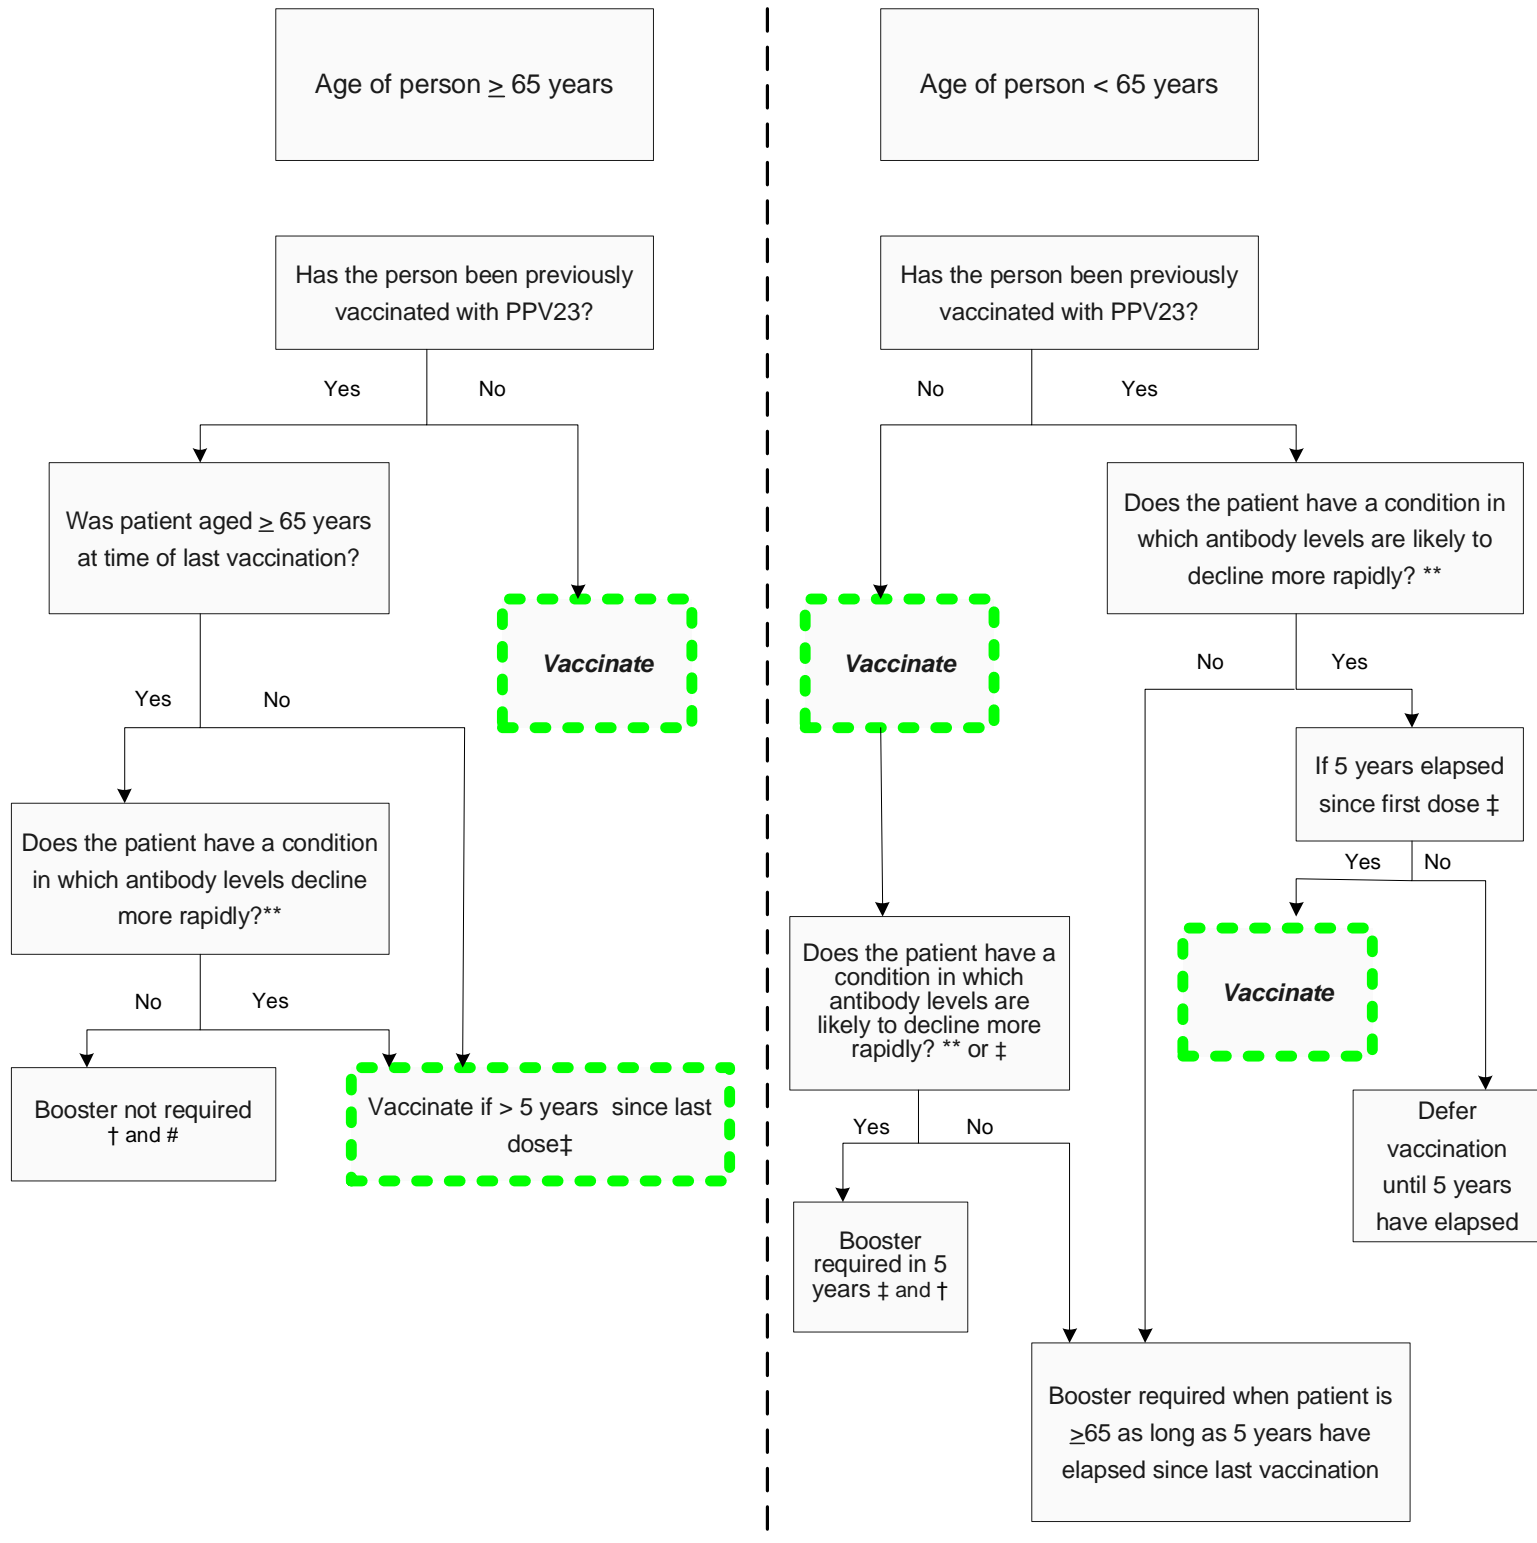 Age of person ≥ 65 years
Has the person been previously
vaccinated with PPV23?
Yes
No
Was patient aged ≥ 65 years
at time of last vaccination?
Vaccinate
Yes
No
Does the patient have a condition
in which antibody levels decline
more rapidly?**
No
Yes
Booster not required
† and #
Vaccinate if > 5 years since last
dose‡
Age of person < 65 years
Has the person been previously
vaccinated with PPV23?
No
Yes
Does the patient have a condition in
which antibody levels are likely to
decline more rapidly? **
Vaccinate
No
Yes
If 5 years elapsed
since first dose ‡
Yes
No
Does the patient have a
condition in which
antibody levels are
likely to decline more
rapidly? ** or ‡
Vaccinate
Defer
vaccination
until 5 years
have elapsed
Yes
No
Booster
required in 5
years ‡ and †
Booster required when patient is
≥65 as long as 5 years have
elapsed since last vaccination